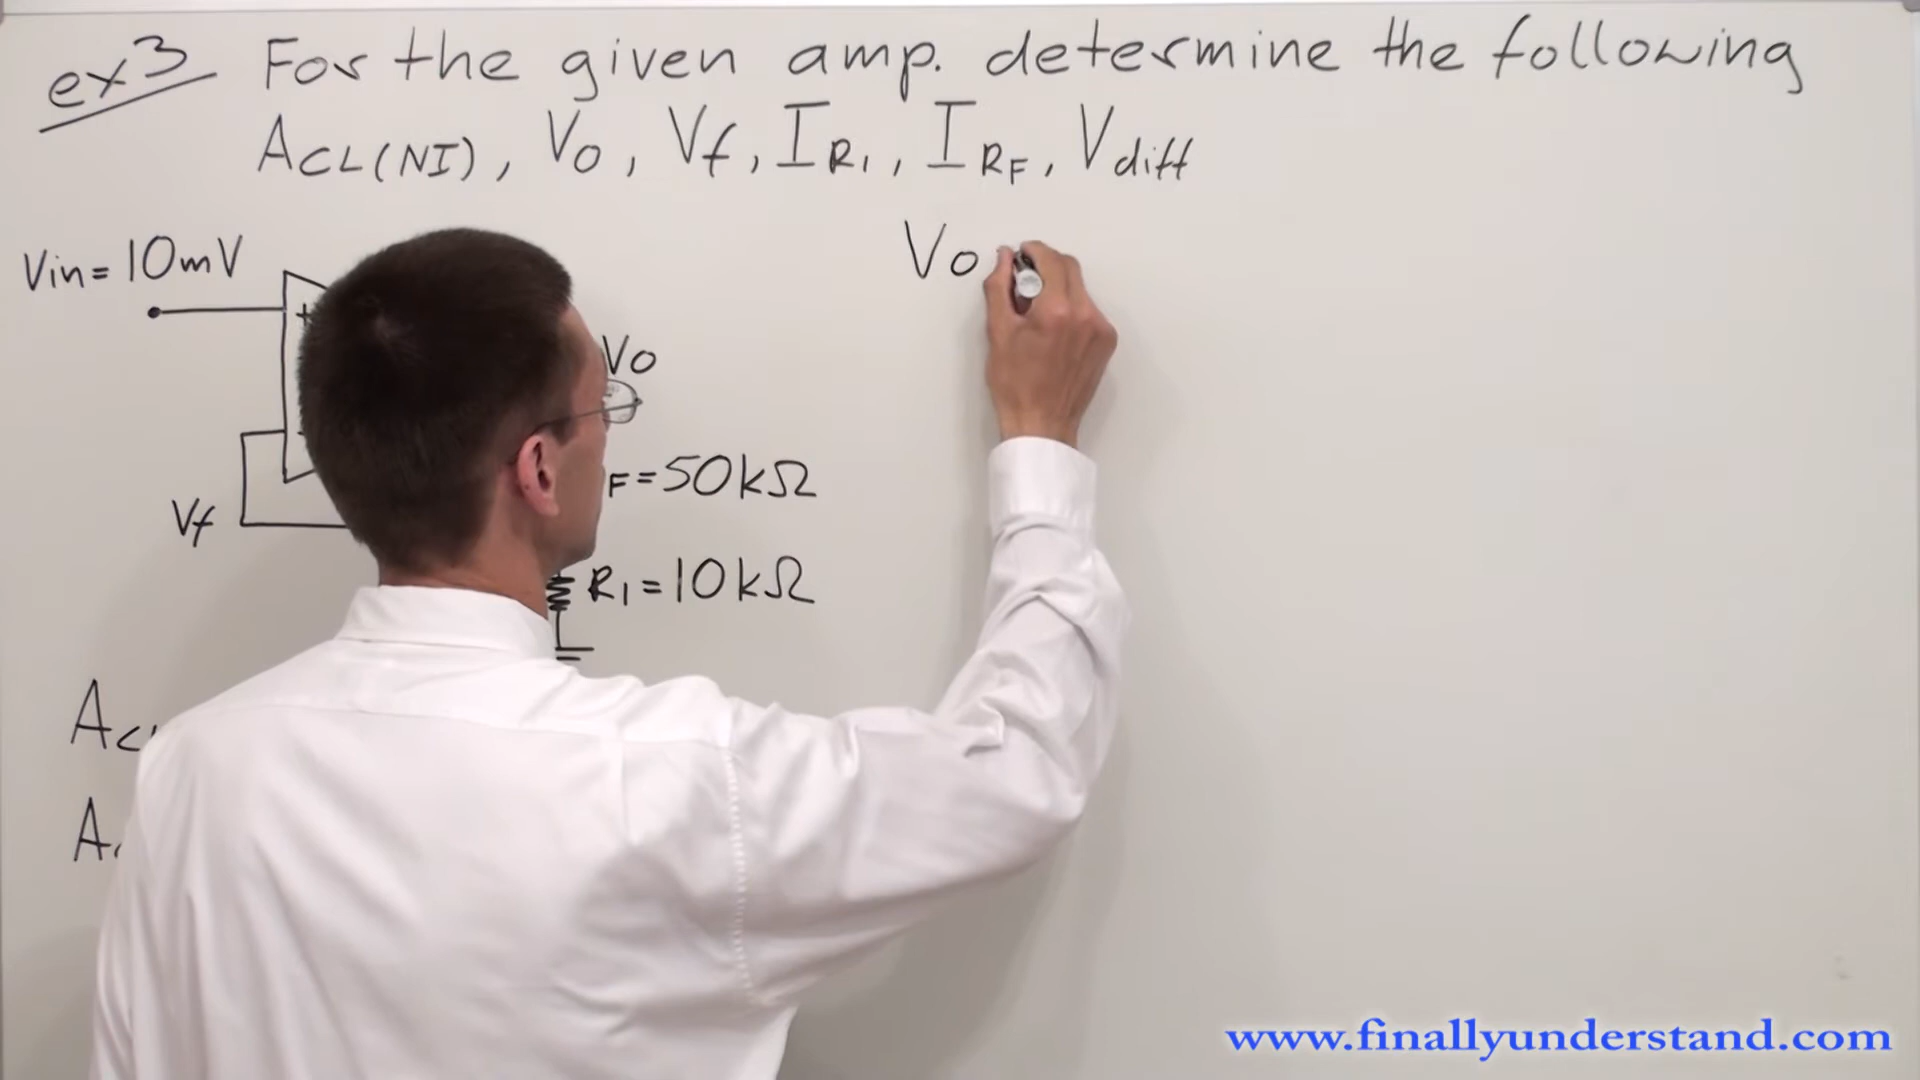 ex3 For the given amp. determine the following
ACL(NI), Vo, Vf, IR1, IRF, Vdiff
Vin = 10mV
Vo
+
Vo
F = 50kΩ
Vf
R1 = 10kΩ
ACL
A
www.finallyunderstand.com